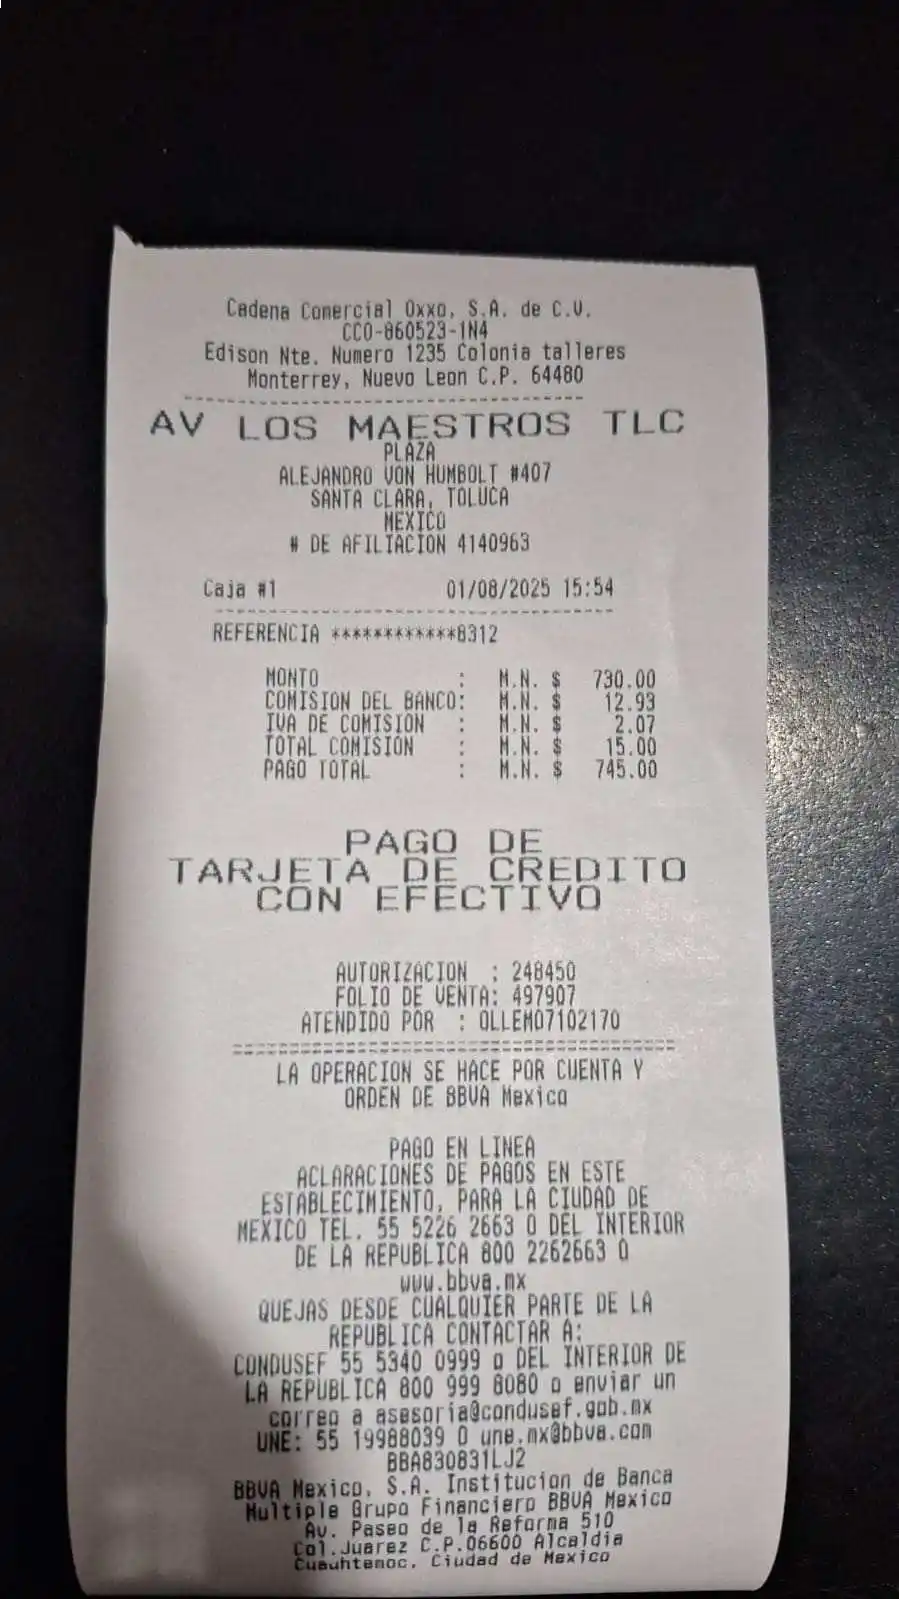 Cadena Comercial Oxxo, S.A. de C.V.
CCO-860523-1N4
Edison Nte. Numero 1235 Colonia talleres
Monterrey, Nuevo Leon C.P. 64480
AV LOS MAESTROS TLC
PLAZA
ALEJANDRO VON HUMBOLT #407
SANTA CLARA, TOLUCA
MEXICO
# DE AFILIACION 4140963
Caja #1 01/08/2025 15:54
REFERENCIA ************8312
MONTO : M.N. $ 730.00
COMISION DEL BANCO: M.N. $ 12.93
IVA DE COMISION : M.N. $ 2.07
TOTAL COMISION : M.N. $ 15.00
PAGO TOTAL : M.N. $ 745.00
PAGO DE
TARJETA DE CREDITO
CON EFECTIVO
AUTORIZACION : 248450
FOLIO DE VENTA: 497907
ATENDIDO POR : OLLEM07102170
LA OPERACION SE HACE POR CUENTA Y
ORDEN DE BBVA Mexico
PAGO EN LINEA
ACLARACIONES DE PAGOS EN ESTE
ESTABLECIMIENTO, PARA LA CIUDAD DE
MEXICO TEL. 55 5226 2663 O DEL INTERIOR
DE LA REPUBLICA 800 2262663 O
www.bbva.mx
QUEJAS DESDE CUALQUIER PARTE DE LA
REPUBLICA CONTACTAR A:
CONDUSEF 55 5340 0999 o DEL INTERIOR DE
LA REPUBLICA 800 999 8080 o enviar un
correo a asesoria@condusef.gob.mx
UNE: 55 19988039 O une.mx@bbva.com
BBA830831LJ2
BBVA Mexico, S.A. Institucion de Banca
Multiple Grupo Financiero BBVA Mexico
Av. Paseo de la Reforma 510
Col.Juarez C.P.06600 Alcaldia
Cuauhtemoc, Ciudad de Mexico